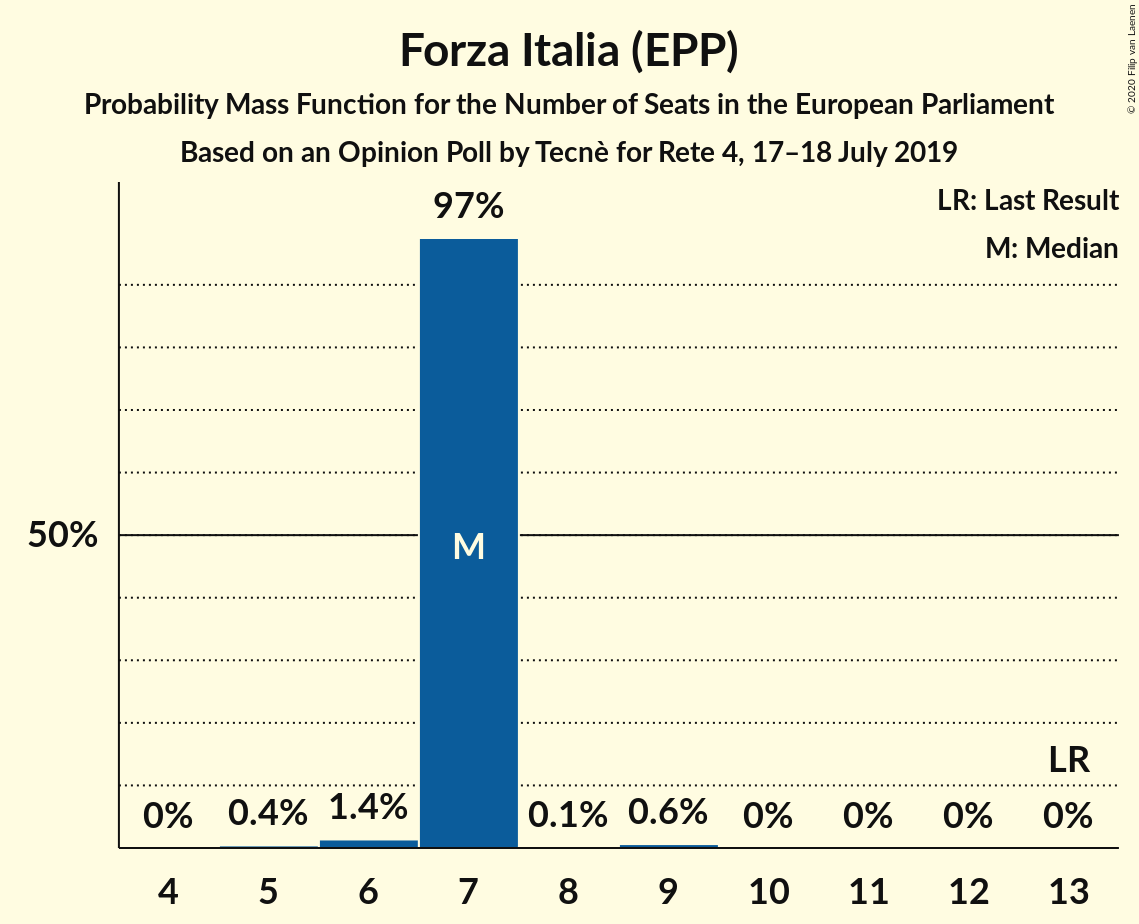 Forza Italia (EPP)
Probability Mass Function for the Number of Seats in the European Parliament
Based on an Opinion Poll by Tecnè for Rete 4, 17–18 July 2019
© 2020 Filip van Laenen
LR: Last Result
M: Median
97%
50%
M
LR
0% 0.4% 1.4% 0.1% 0.6% 0% 0% 0% 0%
4 5 6 7 8 9 10 11 12 13